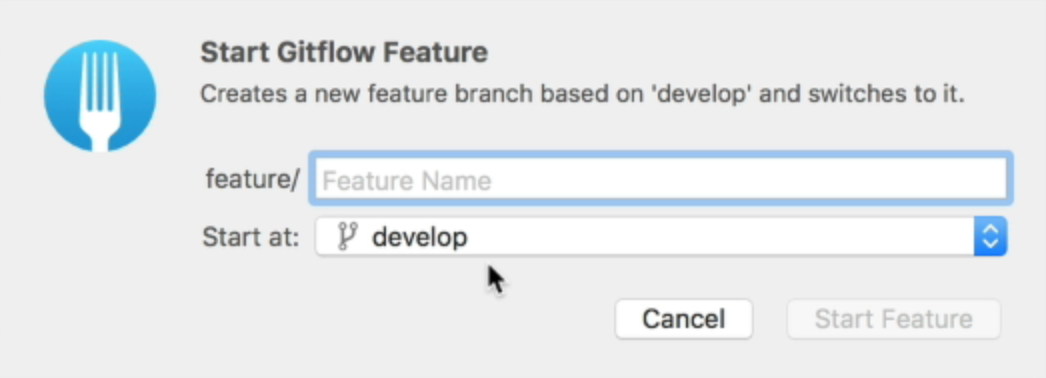 Start Gitflow Feature
Creates a new feature branch based on 'develop' and switches to it.
feature/ Feature Name
Start at: develop
Cancel Start Feature